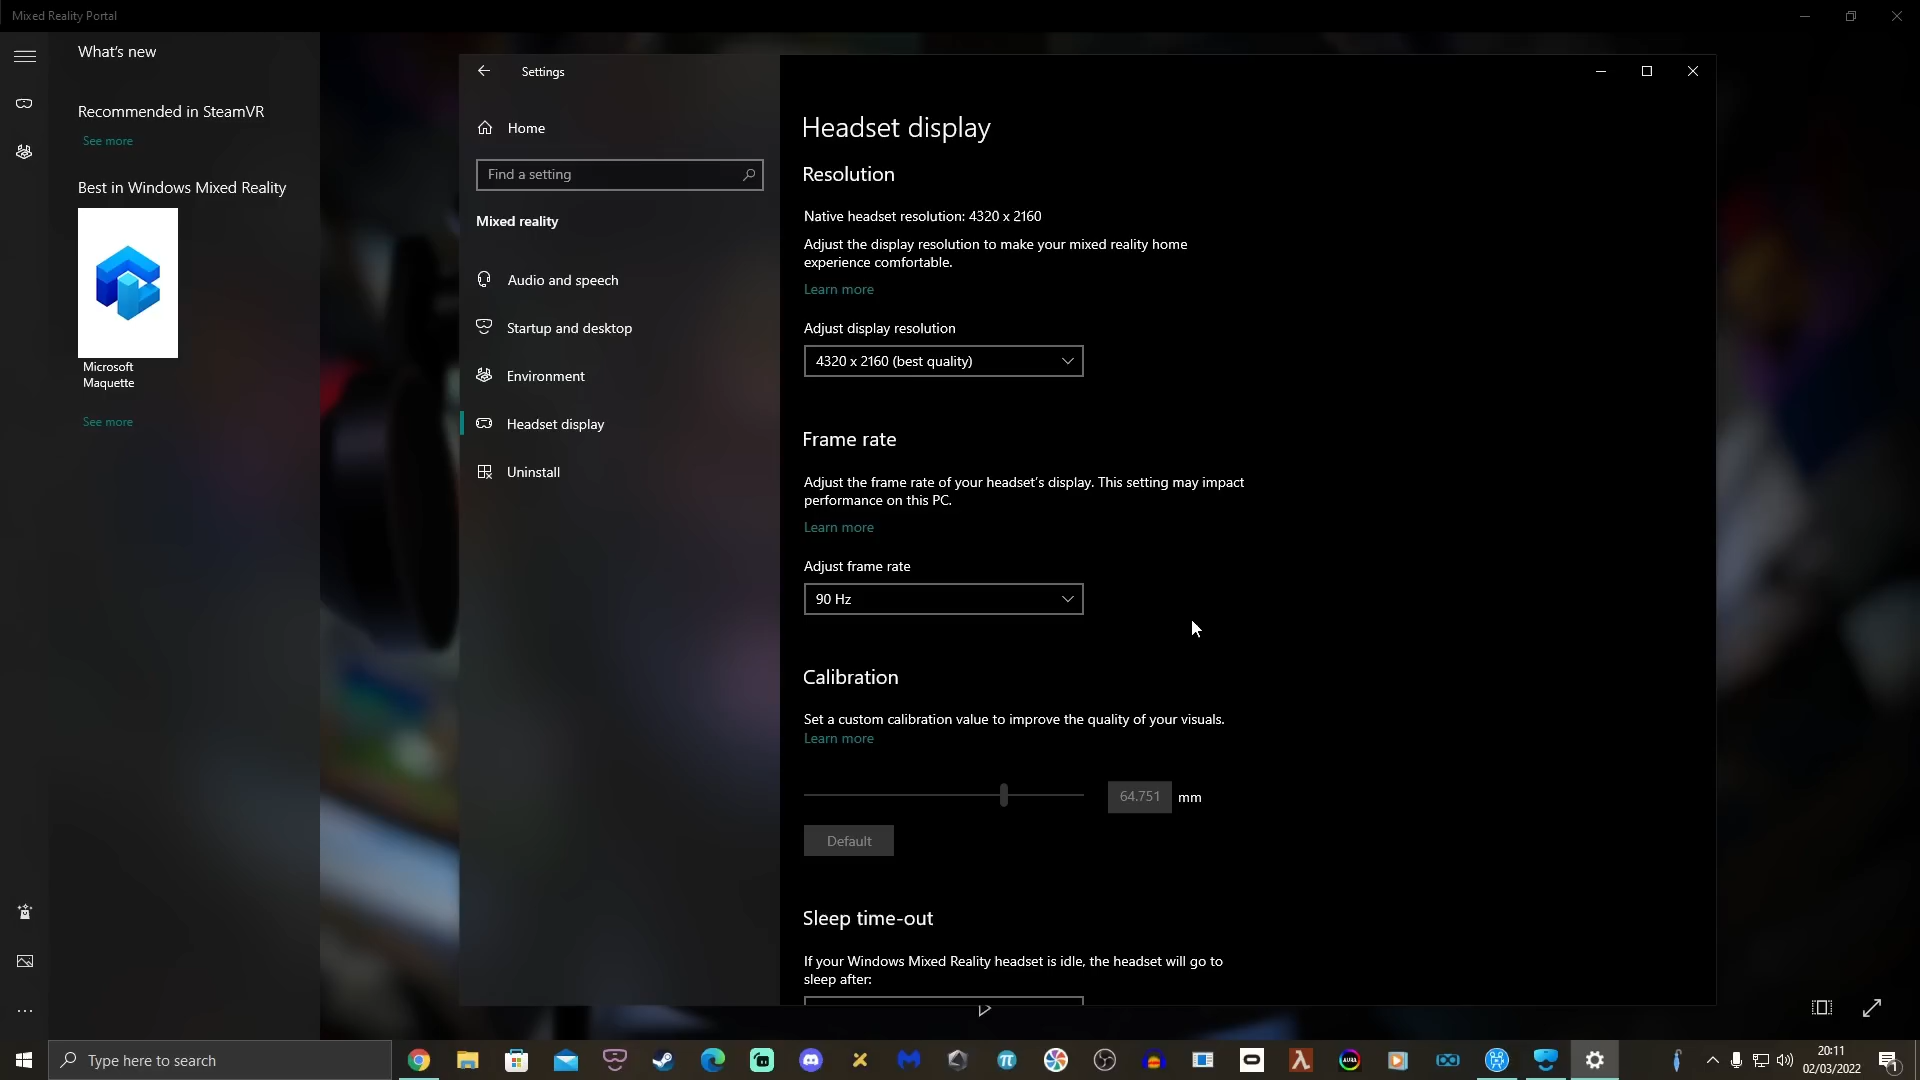 Mixed Reality Portal
What's new
Recommended in SteamVR
See more
Best in Windows Mixed Reality
Microsoft
Maquette
See more
Settings
Home
Find a setting
Mixed reality
Audio and speech
Startup and desktop
Environment
Headset display
Uninstall
Headset display
Resolution
Native headset resolution: 4320 x 2160
Adjust the display resolution to make your mixed reality home
experience comfortable.
Learn more
Adjust display resolution
4320 x 2160 (best quality)
Frame rate
Adjust the frame rate of your headset's display. This setting may impact
performance on this PC.
Learn more
Adjust frame rate
90 Hz
Calibration
Set a custom calibration value to improve the quality of your visuals.
Learn more
64.751 mm
Default
Sleep time-out
If your Windows Mixed Reality headset is idle, the headset will go to
sleep after:
Type here to search
20:11
02/03/2022
1